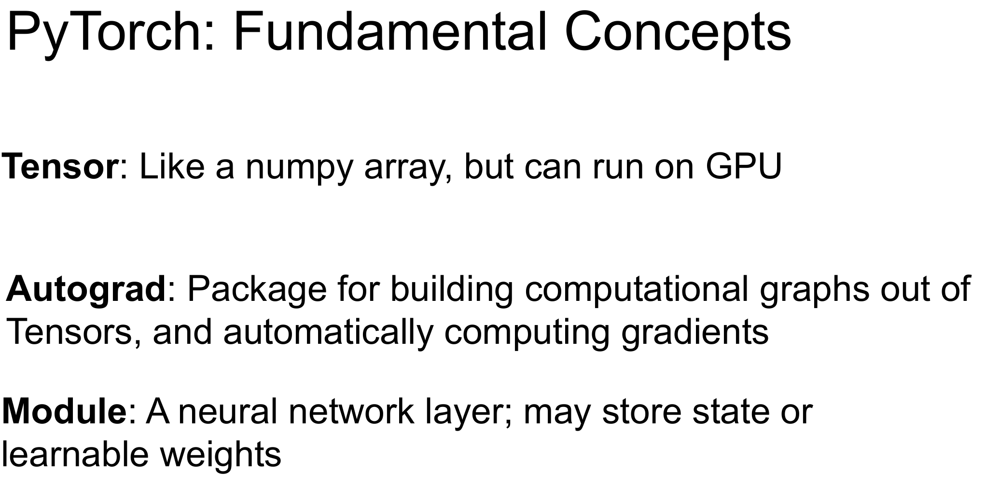 PyTorch: Fundamental Concepts
Tensor: Like a numpy array, but can run on GPU
Autograd: Package for building computational graphs out of
Tensors, and automatically computing gradients
Module: A neural network layer; may store state or
learnable weights